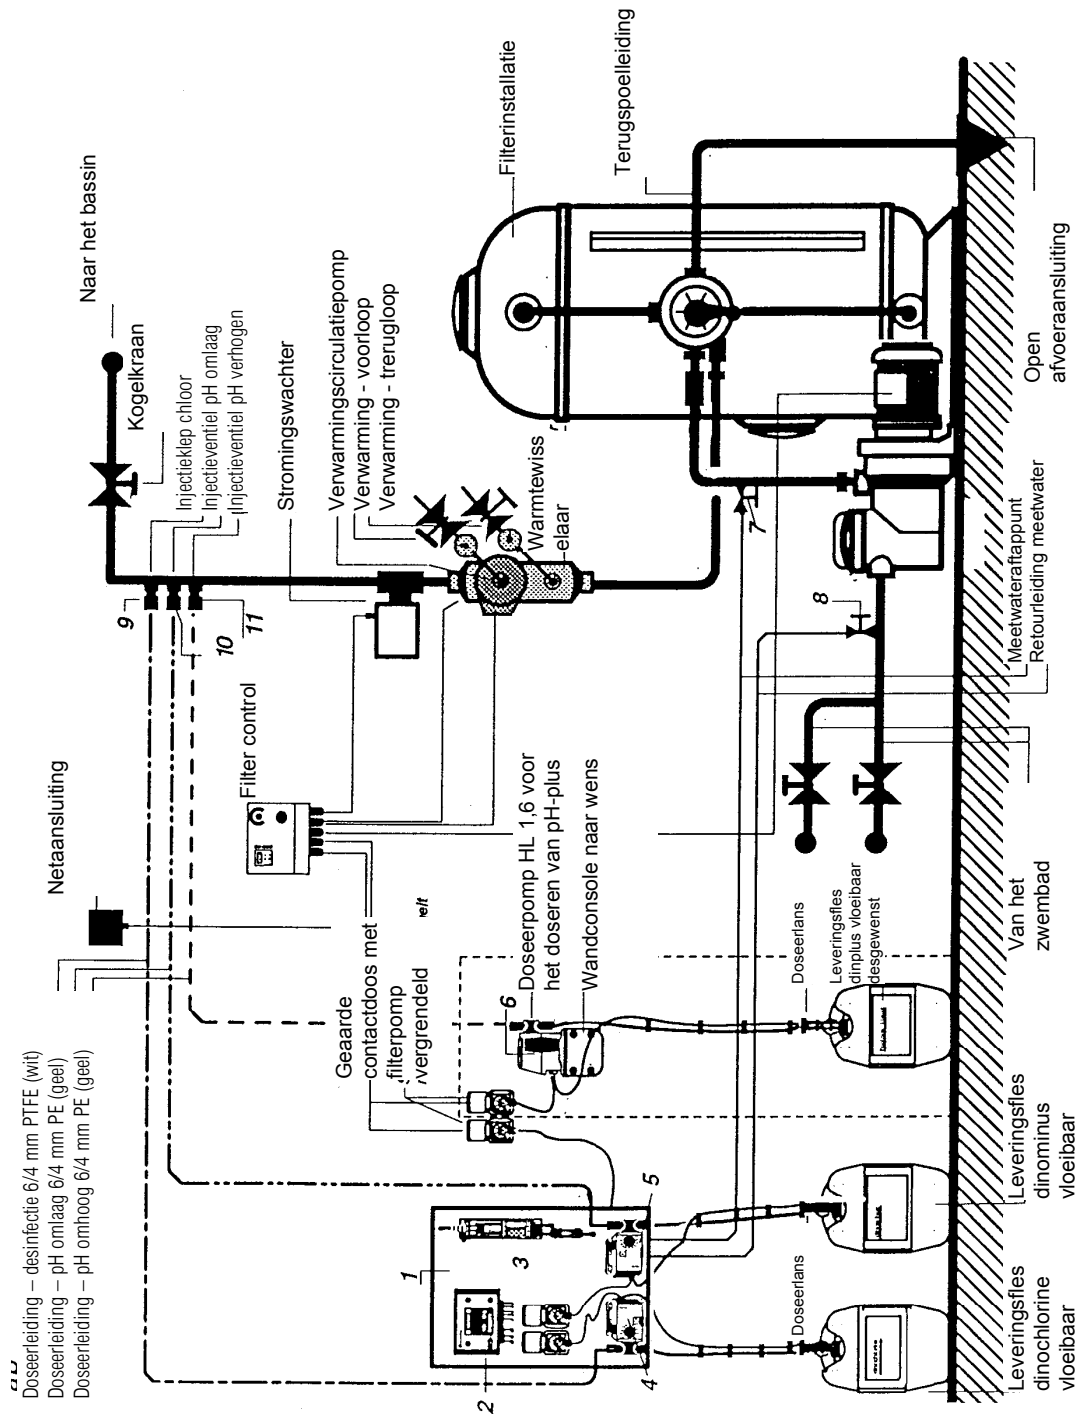 Doseerleiding – desinfectie 6/4 mm PTFE (wit)
Doseerleiding – pH omlaag 6/4 mm PE (geel)
Doseerleiding – pH omhoog 6/4 mm PE (geel)
Netaansluiting
Naar het bassin
Kogelkraan
Injectieklep chloor
Injectieventiel pH omlaag
Injectieventiel pH verhogen
9
10
11
Stromingswachter
Filter control
Verwarmingscirculatiepomp
Verwarming - voorloop
Verwarming - trerugloop
Warmtewiss
elaar
Filterinstallatie
Terugspoelleiding
Geaarde
contactdoos met
filterpomp
vergrendeld
Doseerpomp HL 1,6 voor
het doseren van pH-plus
Wandconsole naar wens
1
2
3
4
5
6
7
8
Doseerlans
Doseerlans
Leveringsfles
dinplus vloeibaar
desgewenst
Meetwateraftappunt
Retourleiding meetwater
Leveringsfles
dinochlorine
vloeibaar
Leveringsfles
dinominus
vloeibaar
Van het
zwembad
Open
afvoeraansluiting